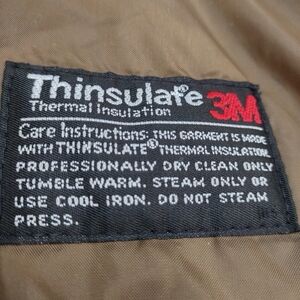 Thinsulate 3M
Thermal Insulation
Care Instructions: THIS GARMENT IS MADE
WITH THINSULATE® THERMAL INSULATION.
PROFESSIONALLY DRY CLEAN ONLY
TUMBLE WARM. STEAM ONLY OR
USE COOL IRON. DO NOT STEAM
PRESS.